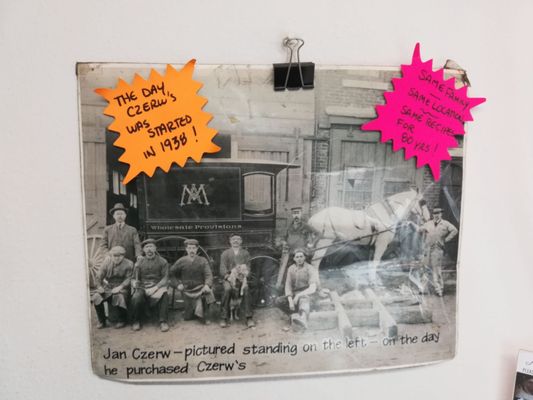 THE DAY
CZERW's
WAS
STARTED
IN 1938!
SAME FAMILY
SAME LOCATION
SAME RECIPE
FOR
80 YRS!
Wholesale Provisions
Jan Czerw – pictured standing on the left – on the day
he purchased Czerw's